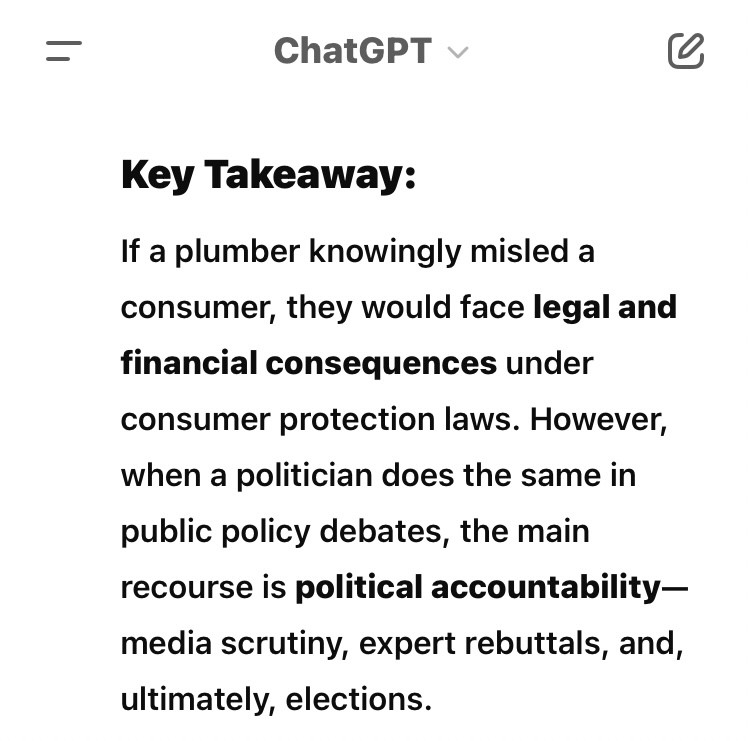 ChatGPT
Key Takeaway:
If a plumber knowingly misled a
consumer, they would face legal and
financial consequences under
consumer protection laws. However,
when a politician does the same in
public policy debates, the main
recourse is political accountability—
media scrutiny, expert rebuttals, and,
ultimately, elections.